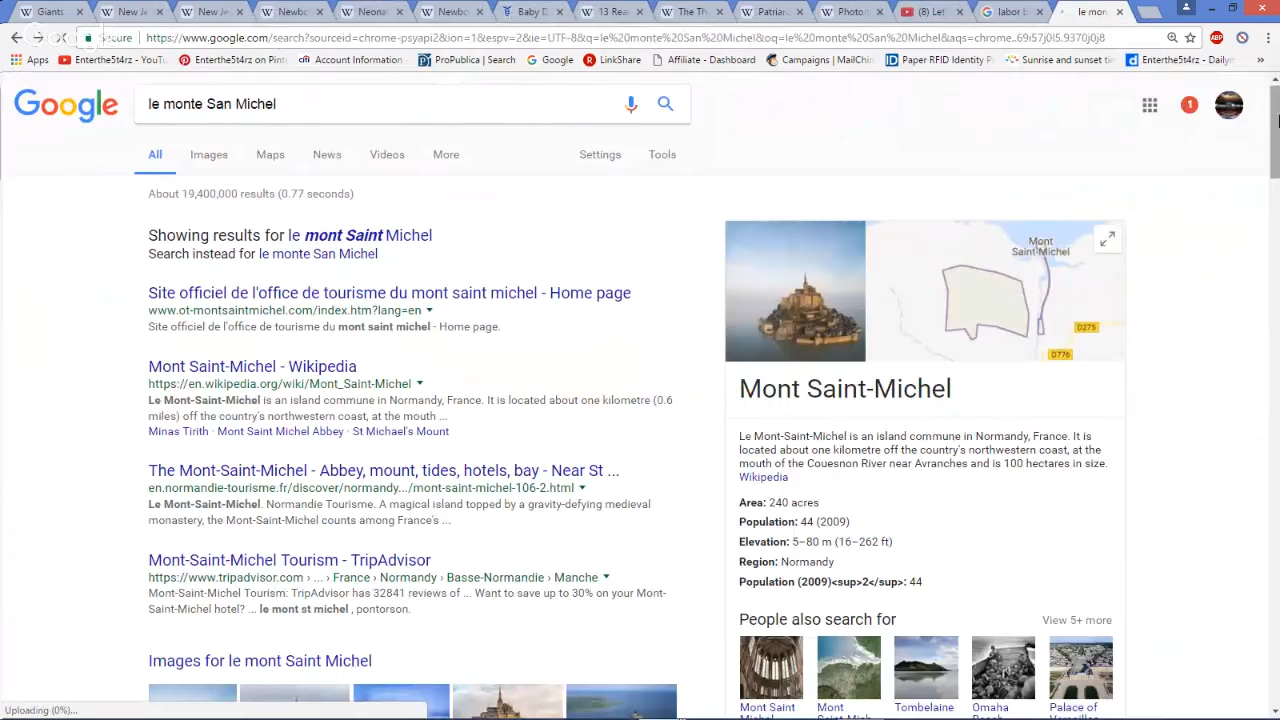 Giants
New Je
Newbo
Neonat
Newbo
Baby D
13 Rea
The Th
Patriar
Photon
(8) Let
labor b
le mon
https://www.google.com/search?sourceid=chrome-psyapi2&ion=1&espv=2&ie=UTF-8&q=le%20monte%20San%20Michel&oq=le%20monte%20San%20Michel&aqs=chrome..69i57j0l5.9370j0j8
ABP
Apps
Enterthe5t4rz - YouTu
Enterthe5t4rz on Pint
Account Information
ProPublica | Search
Google
LinkShare
Affiliate - Dashboard
Campaigns | MailChim
Paper RFID Identity P
Sunrise and sunset tim
Enterthe5t4rz - Dailyn
»
Google
le monte San Michel
1
All
Images
Maps
News
Videos
More
Settings
Tools
About 19,400,000 results (0.77 seconds)
Showing results for le mont Saint Michel
Search instead for le monte San Michel
Site officiel de l'office de tourisme du mont saint michel - Home page
www.ot-montsaintmichel.com/index.htm?lang=en
Site officiel de l'office de tourisme du mont saint michel - Home page.
Mont Saint-Michel - Wikipedia
https://en.wikipedia.org/wiki/Mont_Saint-Michel
Le Mont-Saint-Michel is an island commune in Normandy, France. It is located about one kilometre (0.6
miles) off the country's northwestern coast, at the mouth ...
Minas Tirith · Mont Saint Michel Abbey · St Michael's Mount
The Mont-Saint-Michel - Abbey, mount, tides, hotels, bay - Near St ...
en.normandie-tourisme.fr/discover/normandy.../mont-saint-michel-106-2.html
Le Mont-Saint-Michel. Normandie Tourisme. A magical island topped by a gravity-defying medieval
monastery, the Mont-Saint-Michel counts among France's ...
Mont-Saint-Michel Tourism - TripAdvisor
https://www.tripadvisor.com › ... › France › Normandy › Basse-Normandie › Manche
Mont-Saint-Michel Tourism: TripAdvisor has 32841 reviews of ... Want to save up to 30% on your Mont-
Saint-Michel hotel? ... le mont st michel , pontorson.
Images for le mont Saint Michel
Mont
Saint-Michel
D275
D776
Mont Saint-Michel
Le Mont-Saint-Michel is an island commune in Normandy, France. It is
located about one kilometre off the country's northwestern coast, at the
mouth of the Couesnon River near Avranches and is 100 hectares in size.
Wikipedia
Area: 240 acres
Population: 44 (2009)
Elevation: 5–80 m (16–262 ft)
Region: Normandy
Population (2009)<sup>2</sup>: 44
People also search for
View 5+ more
Mont Saint
Mont
Tombelaine
Omaha
Palace of
Uploading (0%)...